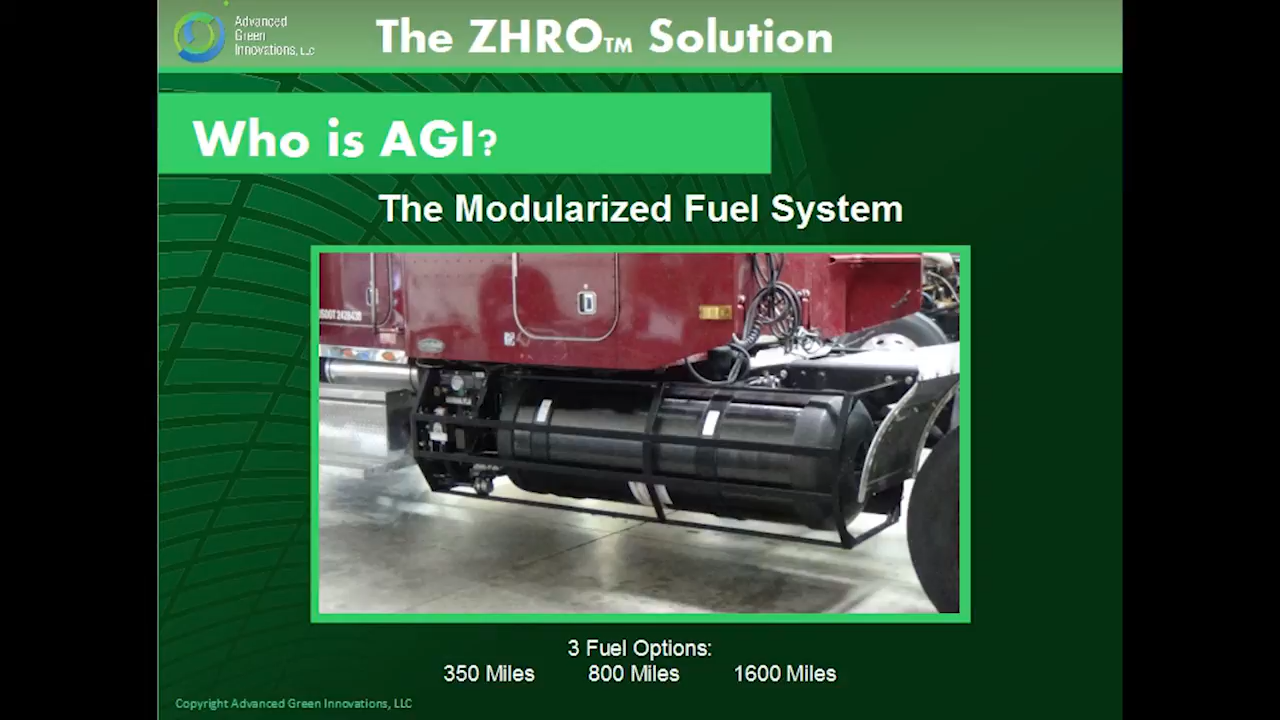 Advanced
Green
Innovations, LLC
The ZHRO™ Solution
Who is AGI?
The Modularized Fuel System
3 Fuel Options:
350 Miles 800 Miles 1600 Miles
Copyright Advanced Green Innovations, LLC